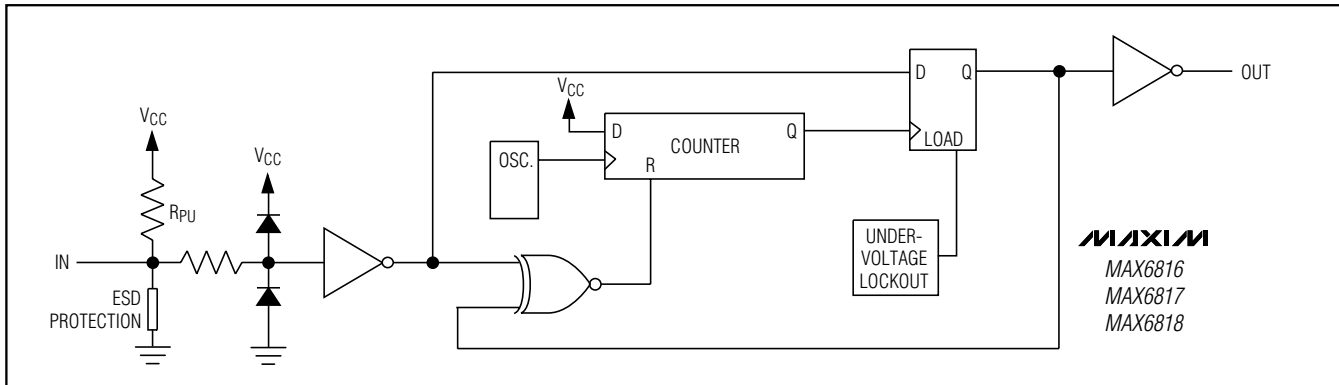 VCC
RPU
IN
ESD
PROTECTION
VCC
OSC.
VCC
D
COUNTER
Q
R
D
Q
LOAD
UNDER-
VOLTAGE
LOCKOUT
OUT
MAXIM
MAX6816
MAX6817
MAX6818